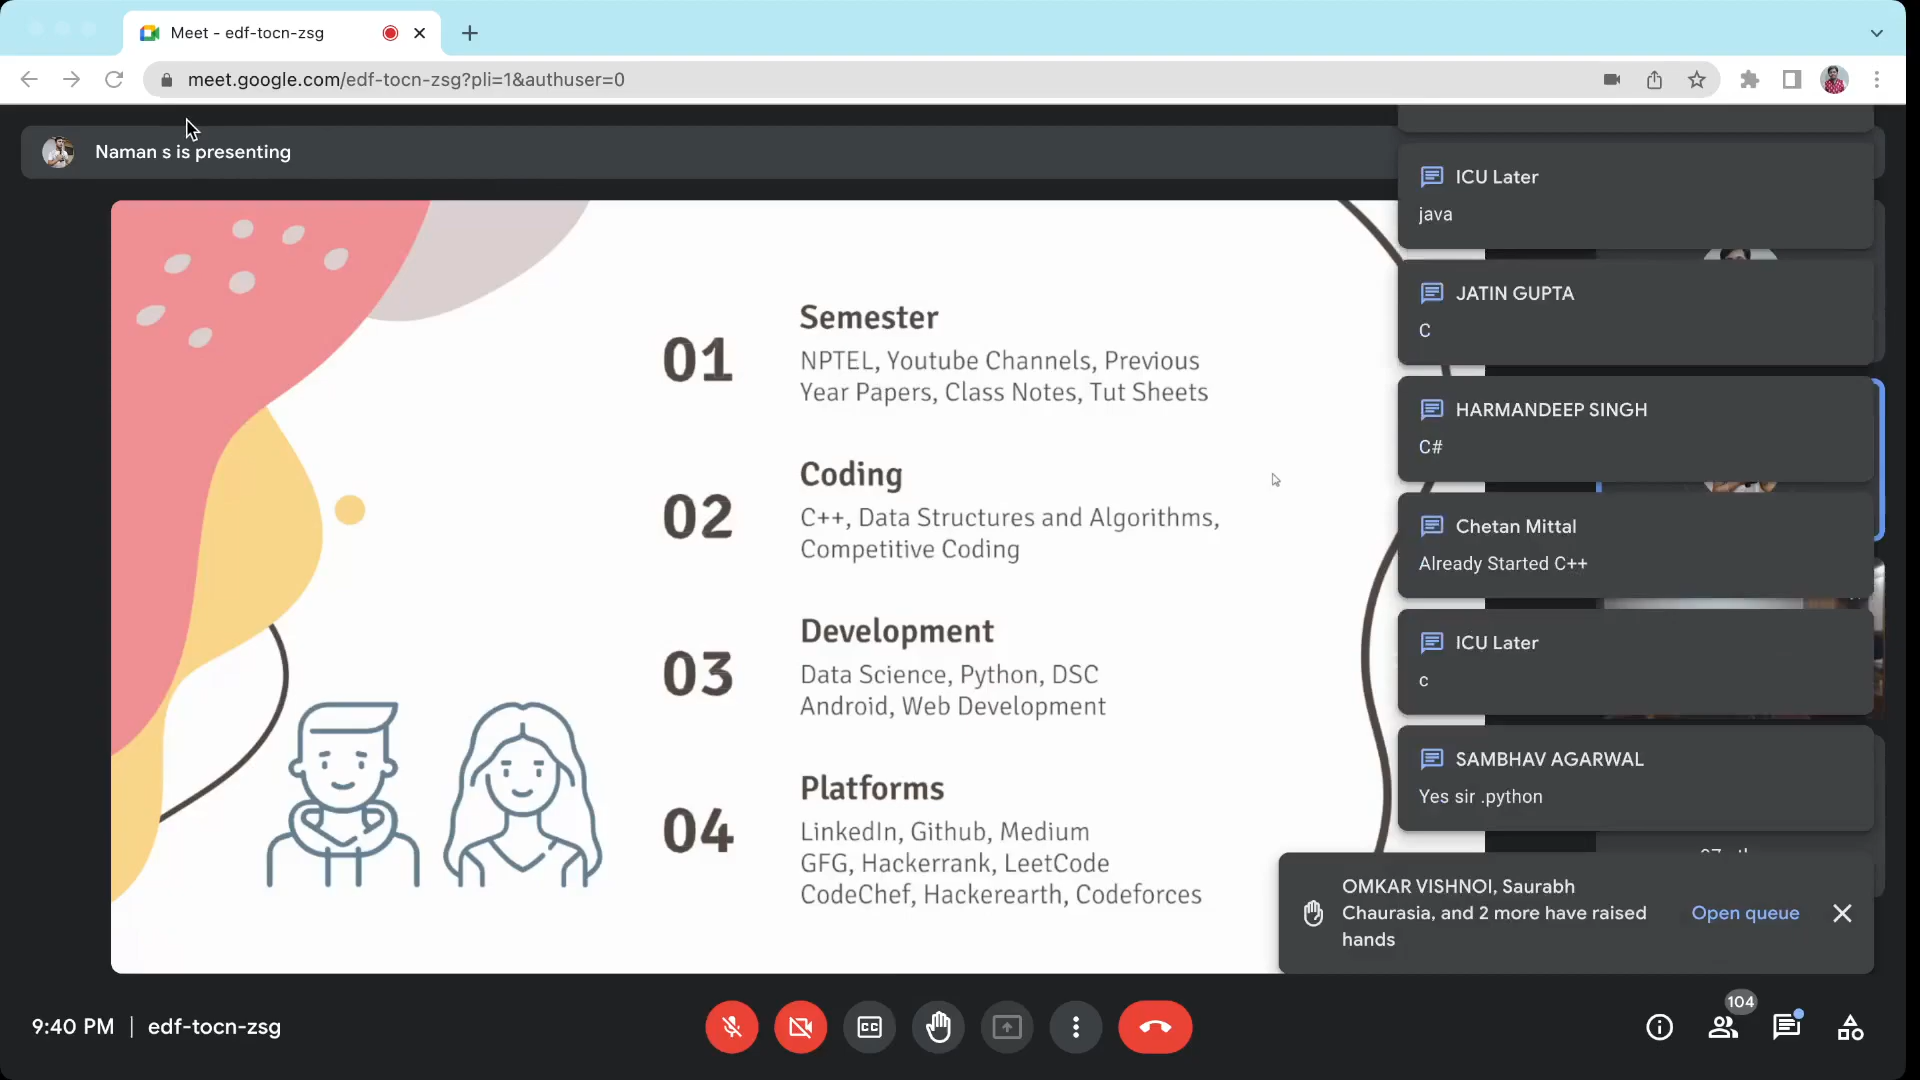 Meet - edf-tocn-zsg
meet.google.com/edf-tocn-zsg?pli=1&authuser=0
Naman s is presenting
01
Semester
NPTEL, Youtube Channels, Previous
Year Papers, Class Notes, Tut Sheets
02
Coding
C++, Data Structures and Algorithms,
Competitive Coding
03
Development
Data Science, Python, DSC
Android, Web Development
04
Platforms
LinkedIn, Github, Medium
GFG, Hackerrank, LeetCode
CodeChef, Hackerearth, Codeforces
ICU Later
java
JATIN GUPTA
C
HARMANDEEP SINGH
C#
Chetan Mittal
Already Started C++
ICU Later
c
SAMBHAV AGARWAL
Yes sir .python
OMKAR VISHNOI, Saurabh
Chaurasia, and 2 more have raised
hands
Open queue
9:40 PM | edf-tocn-zsg
CC
104